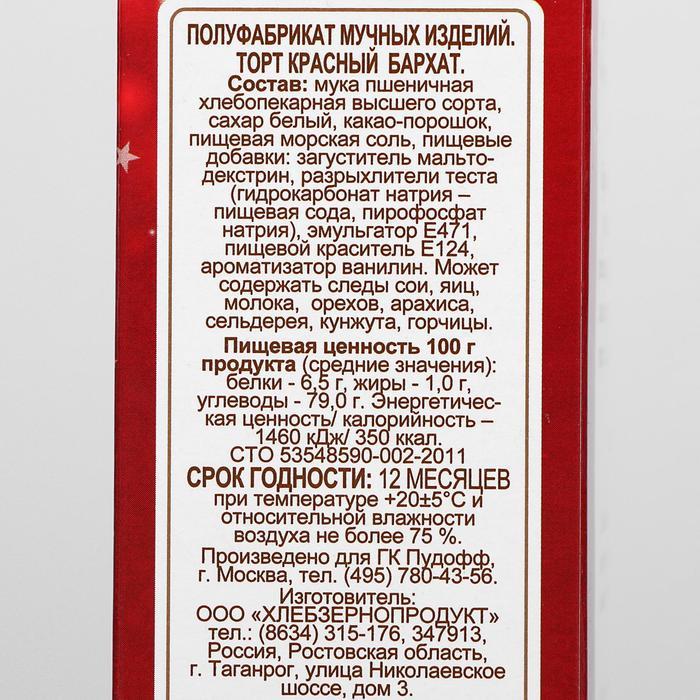 ПОЛУФАБРИКАТ МУЧНЫХ ИЗДЕЛИЙ.
ТОРТ КРАСНЫЙ БАРХАТ.
Состав: мука пшеничная
хлебопекарная высшего сорта,
сахар белый, какао-порошок,
пищевая морская соль, пищевые
добавки: загуститель мальто-
декстрин, разрыхлители теста
(гидрокарбонат натрия –
пищевая сода, пирофосфат
натрия), эмульгатор Е471,
пищевой краситель Е124,
ароматизатор ванилин. Может
содержать следы сои, яиц,
молока, орехов, арахиса,
сельдерея, кунжута, горчицы.
Пищевая ценность 100 г
продукта (средние значения):
белки - 6,5 г, жиры - 1,0 г,
углеводы - 79,0 г. Энергетичес-
кая ценность/ калорийность –
1460 кДж/ 350 ккал.
СТО 53548590-002-2011
СРОК ГОДНОСТИ: 12 МЕСЯЦЕВ
при температуре +20±5°С и
относительной влажности
воздуха не более 75 %.
Произведено для ГК Пудофф,
г. Москва, тел. (495) 780-43-56.
Изготовитель:
ООО «ХЛЕБЗЕРНОПРОДУКТ»
тел.: (8634) 315-176, 347913,
Россия, Ростовская область,
г. Таганрог, улица Николаевское
шоссе, дом 3.